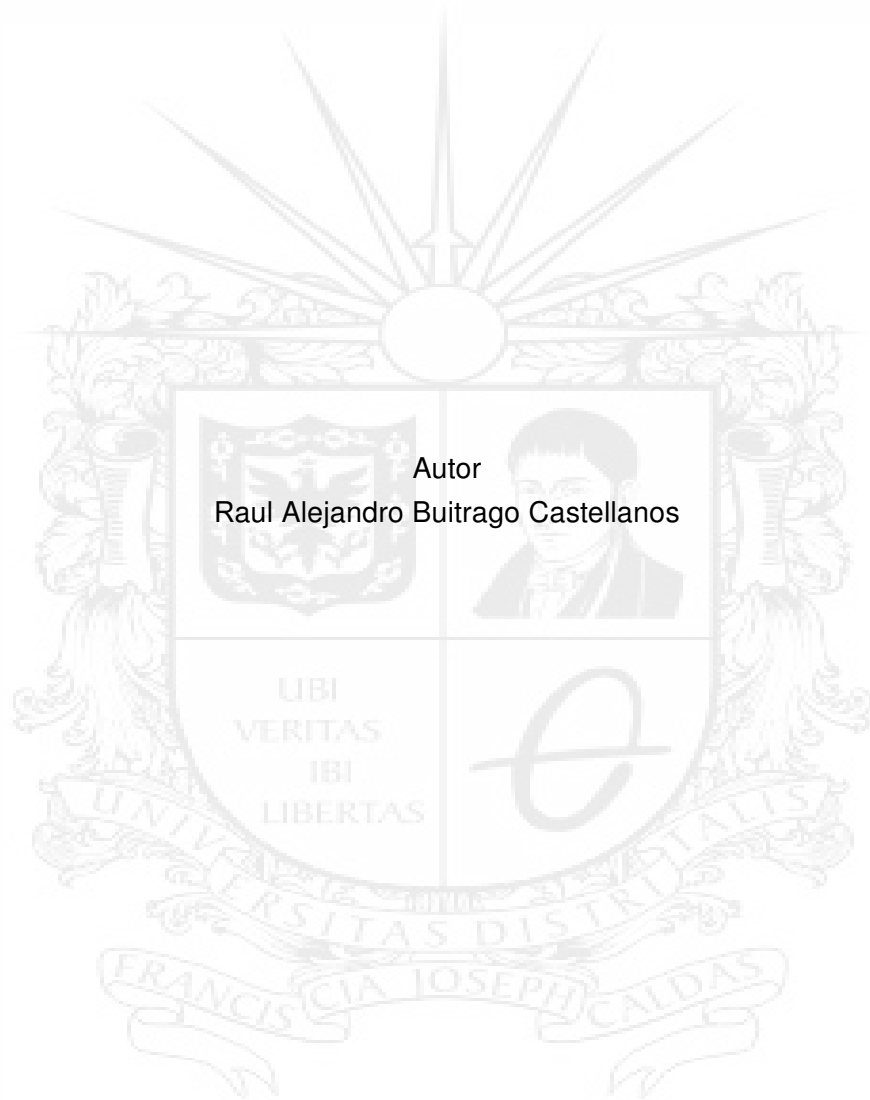 Autor
Raul Alejandro Buitrago Castellanos
UBI
VERITAS
IBI
LIBERTAS
UNIVERSITAS DISTRITALIS
FRANCISCIA JOSEPH CALDAS